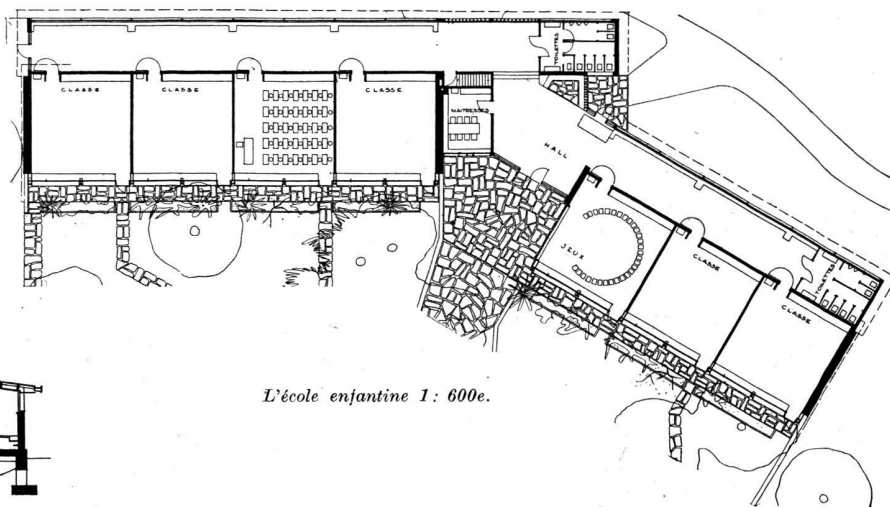 CLASSE
CLASSE
CLASSE
TOILETTES
MAITRESSES
HALL
JEUX
CLASSE
CLASSE
TOILETTES
L'école enfantine 1: 600e.